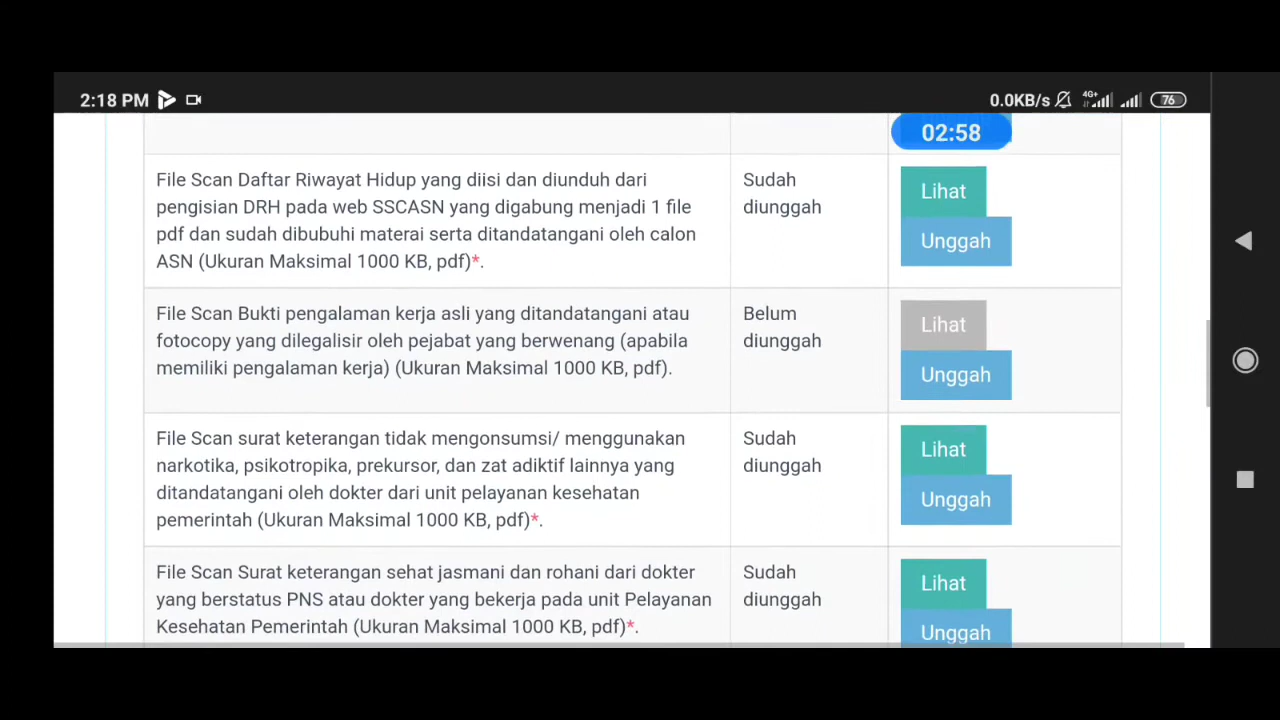 2:18 PM
0.0KB/s 4G+ 76
02:58
File Scan Daftar Riwayat Hidup yang diisi dan diunduh dari
pengisian DRH pada web SSCASN yang digabung menjadi 1 file
pdf dan sudah dibubuhi materai serta ditandatangani oleh calon
ASN (Ukuran Maksimal 1000 KB, pdf)*.
Sudah
diunggah
Lihat
Unggah
File Scan Bukti pengalaman kerja asli yang ditandatangani atau
fotocopy yang dilegalisir oleh pejabat yang berwenang (apabila
memiliki pengalaman kerja) (Ukuran Maksimal 1000 KB, pdf).
Belum
diunggah
Lihat
Unggah
File Scan surat keterangan tidak mengonsumsi/ menggunakan
narkotika, psikotropika, prekursor, dan zat adiktif lainnya yang
ditandatangani oleh dokter dari unit pelayanan kesehatan
pemerintah (Ukuran Maksimal 1000 KB, pdf)*.
Sudah
diunggah
Lihat
Unggah
File Scan Surat keterangan sehat jasmani dan rohani dari dokter
yang berstatus PNS atau dokter yang bekerja pada unit Pelayanan
Kesehatan Pemerintah (Ukuran Maksimal 1000 KB, pdf)*.
Sudah
diunggah
Lihat
Unggah